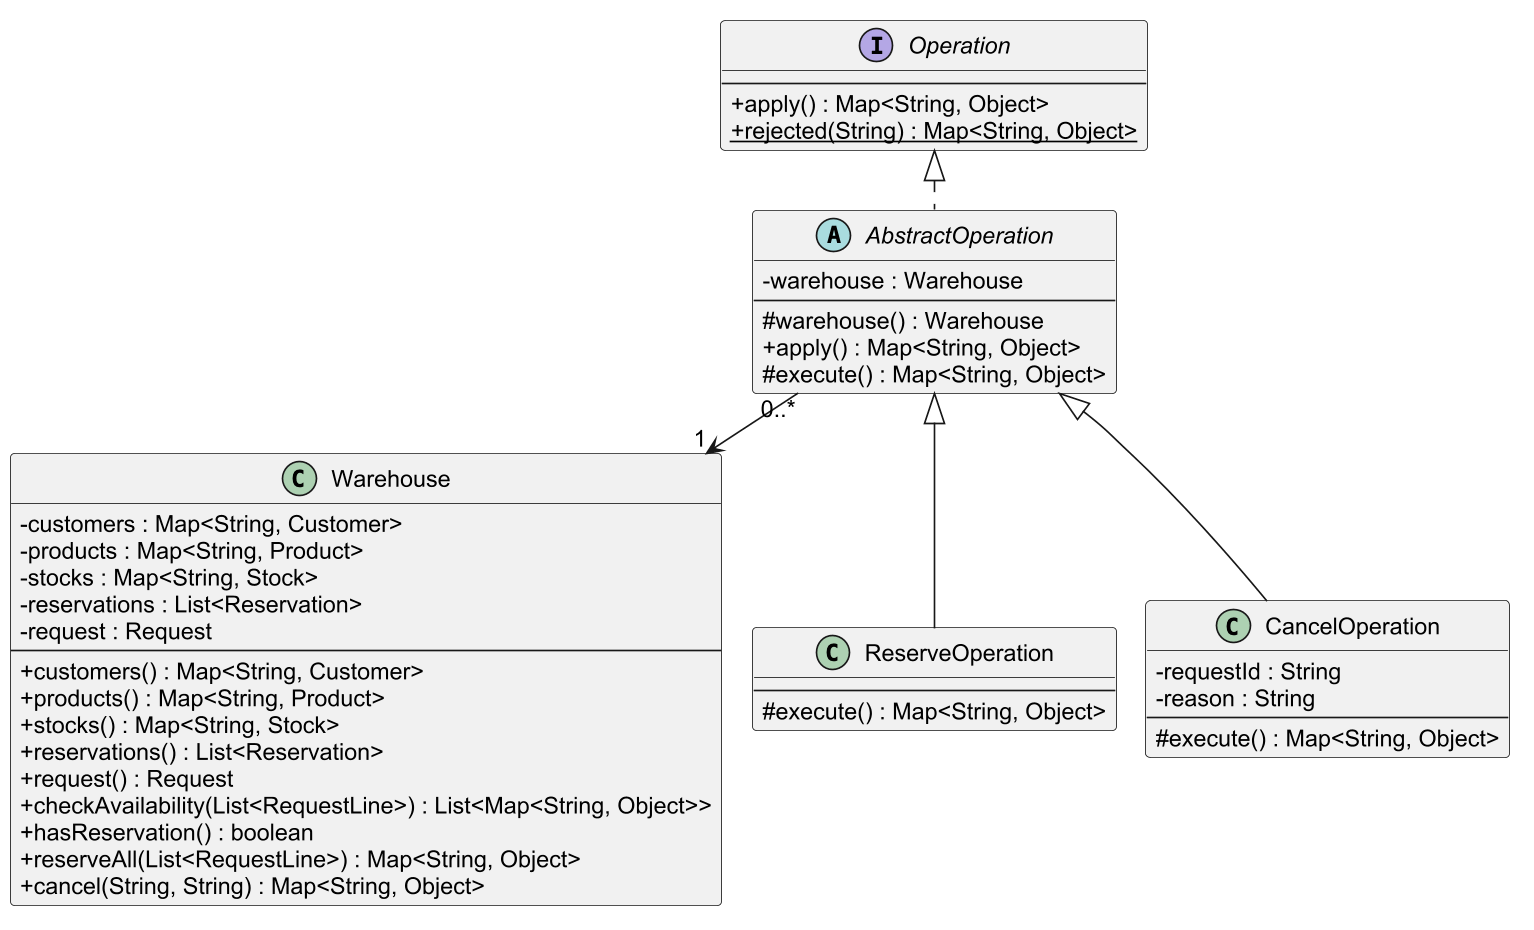 I Operation
+apply() : Map<String, Object>
+rejected(String) : Map<String, Object>
A AbstractOperation
-warehouse : Warehouse
#warehouse() : Warehouse
+apply() : Map<String, Object>
#execute() : Map<String, Object>
0..*
1
C Warehouse
-customers : Map<String, Customer>
-products : Map<String, Product>
-stocks : Map<String, Stock>
-reservations : List<Reservation>
-request : Request
+customers() : Map<String, Customer>
+products() : Map<String, Product>
+stocks() : Map<String, Stock>
+reservations() : List<Reservation>
+request() : Request
+checkAvailability(List<RequestLine>) : List<Map<String, Object>>
+hasReservation() : boolean
+reserveAll(List<RequestLine>) : Map<String, Object>
+cancel(String, String) : Map<String, Object>
C ReserveOperation
#execute() : Map<String, Object>
C CancelOperation
-requestId : String
-reason : String
#execute() : Map<String, Object>